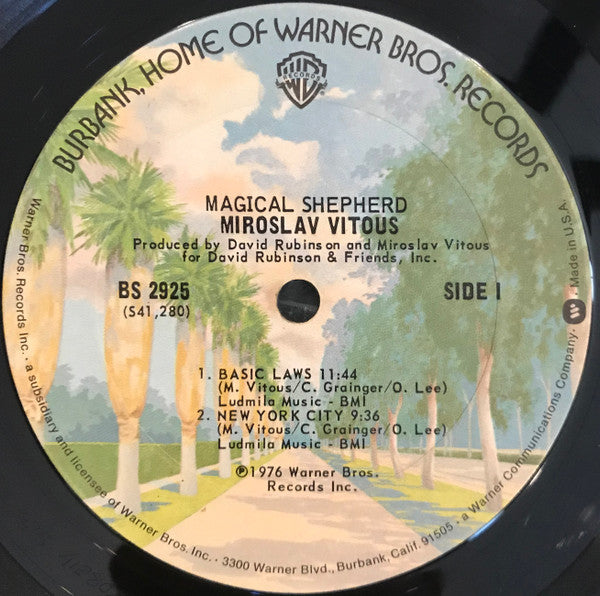 BURBANK, HOME OF WARNER BROS. RECORDS
WB
RECORDS
MAGICAL SHEPHERD
MIROSLAV VITOUS
Produced by David Rubinson and Miroslav Vitous
for David Rubinson & Friends, Inc.
BS 2925
(S41,280)
SIDE 1
1. BASIC LAWS 11:44
(M. Vitous/C. Grainger/O. Lee)
Ludmila Music - BMI
2. NEW YORK CITY 9:36
(M. Vitous/C. Grainger/O. Lee)
Ludmila Music - BMI
℗1976 Warner Bros.
Records Inc.
Warner Bros. Records Inc. • a subsidiary and licensee of Warner Bros. Inc. • 3300 Warner Blvd., Burbank, Calif. 91505 • a Warner Communications Company. • Made in U.S.A.